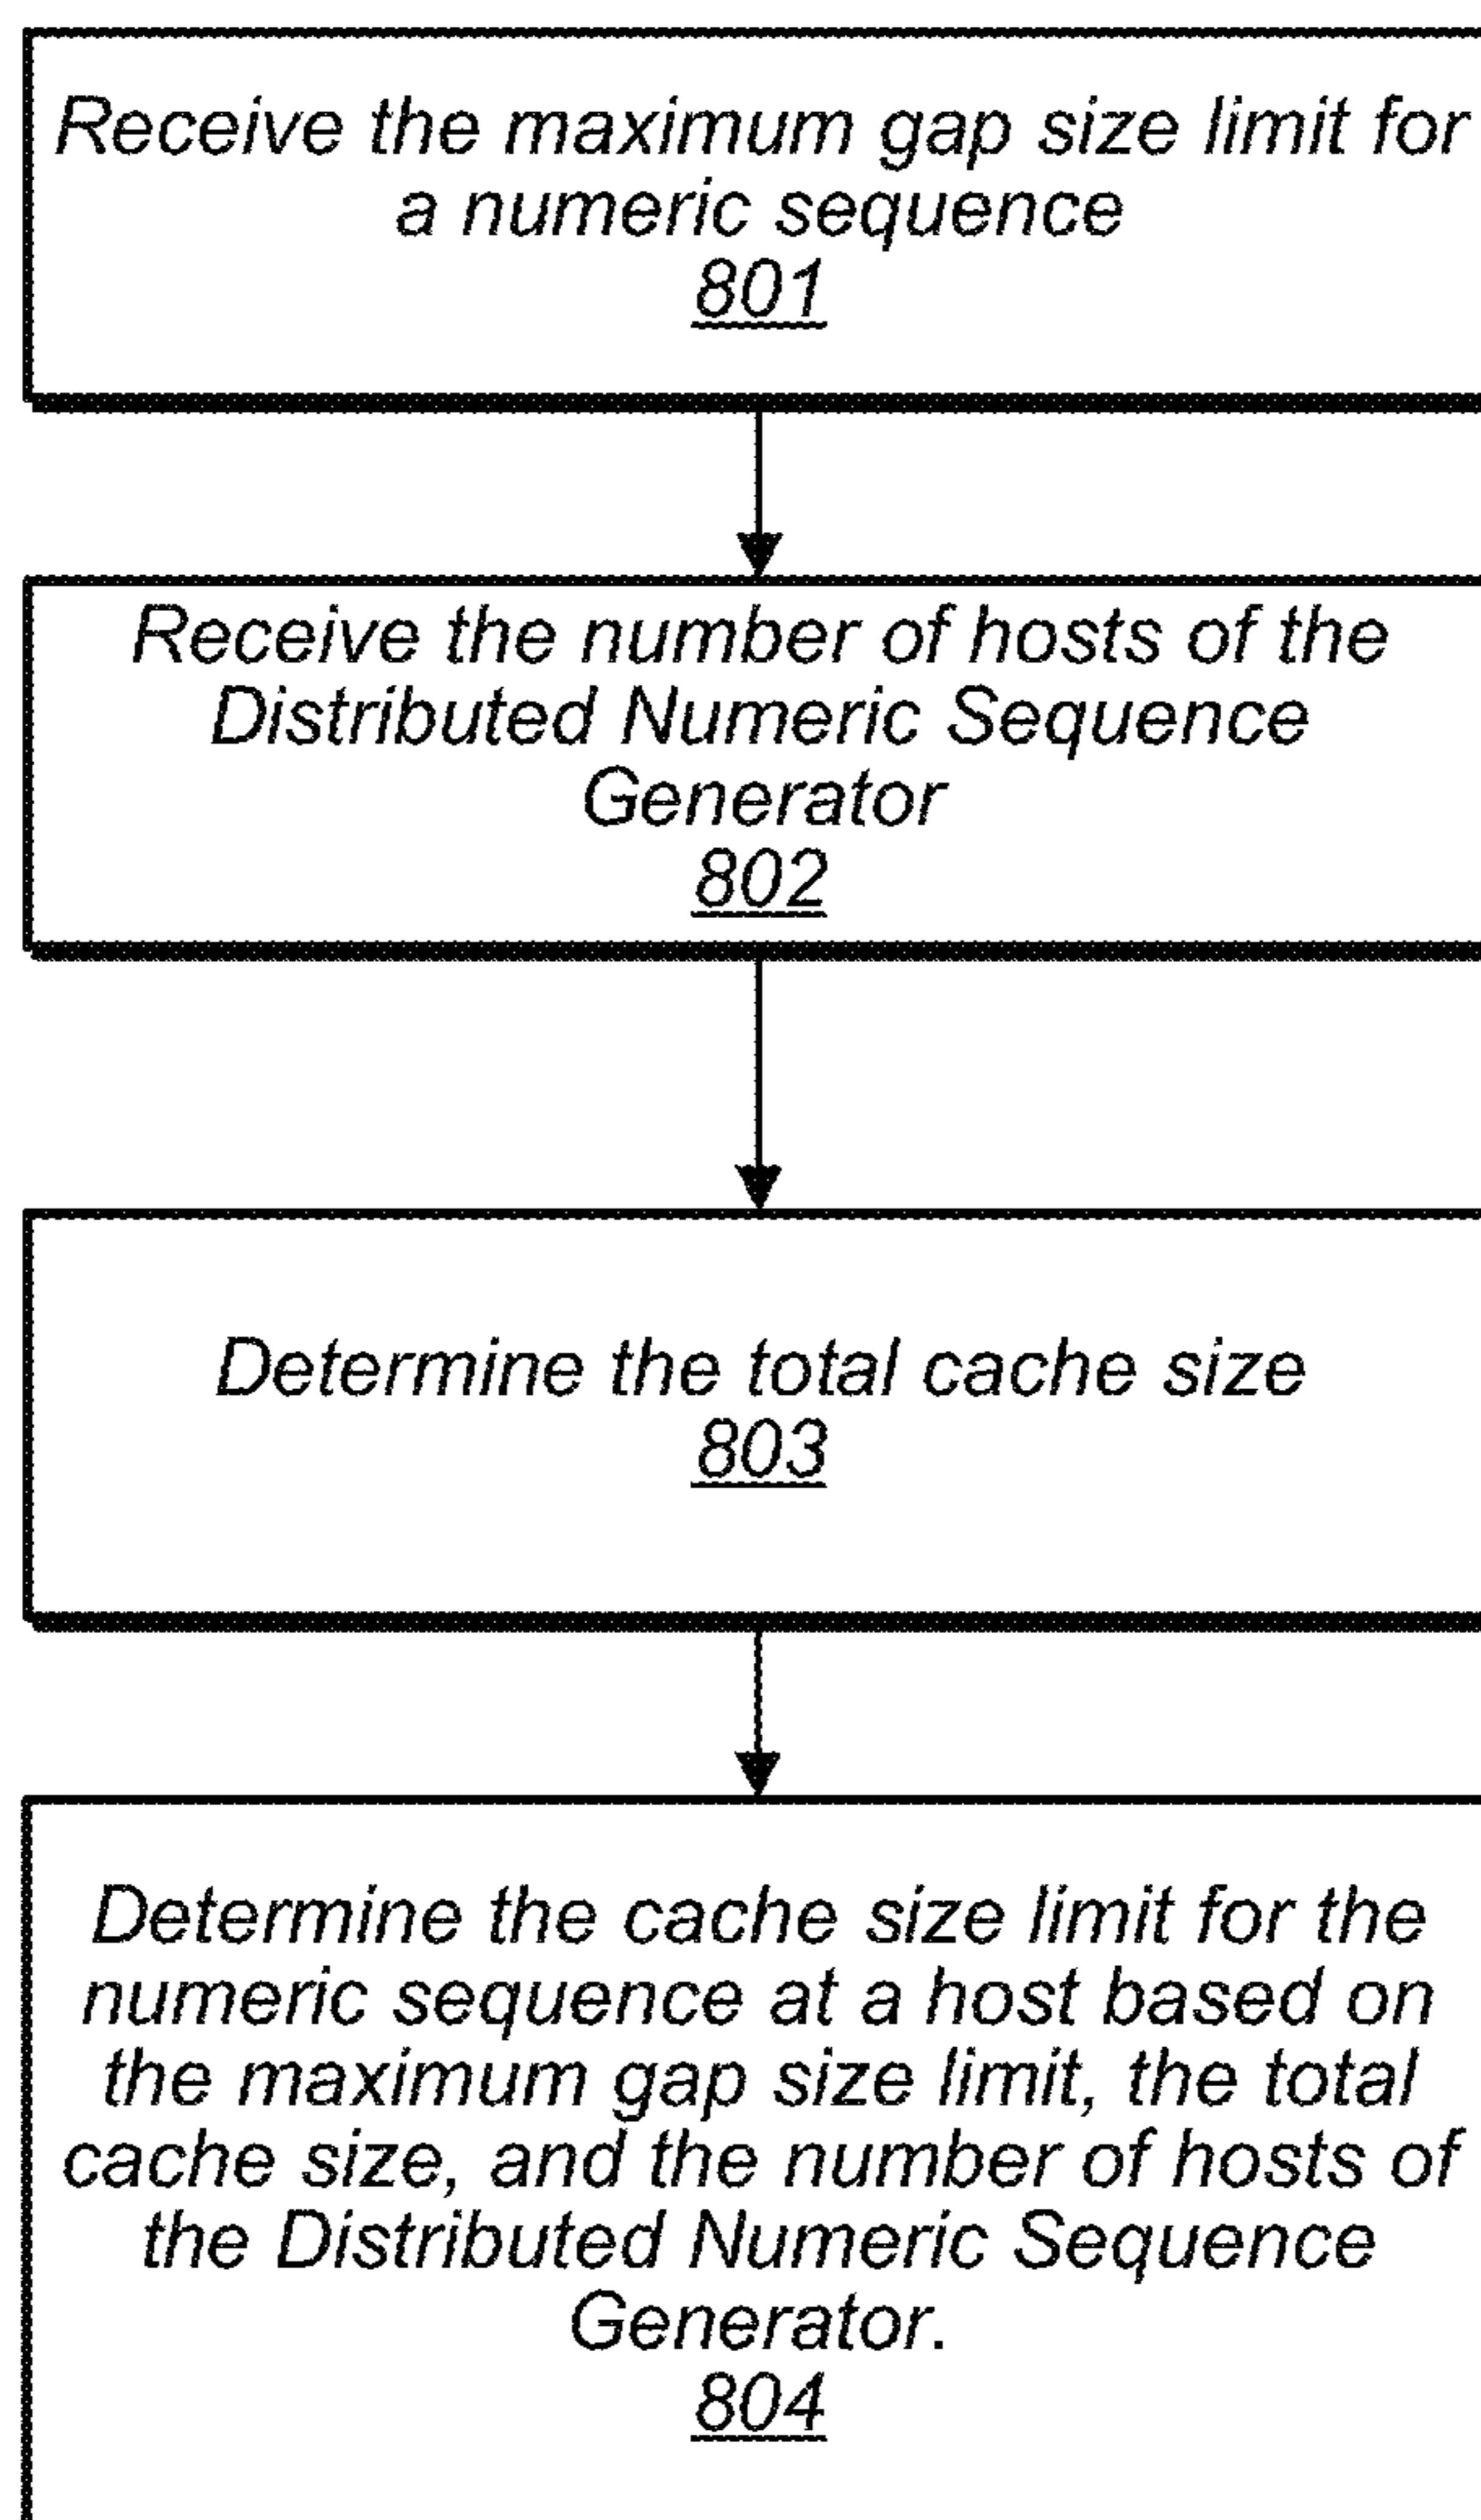 Receive the maximum gap size limit for
a numeric sequence
801
Receive the number of hosts of the
Distributed Numeric Sequence
Generator
802
Determine the total cache size
803
Determine the cache size limit for the
numeric sequence at a host based on
the maximum gap size limit, the total
cache size, and the number of hosts of
the Distributed Numeric Sequence
Generator.
804